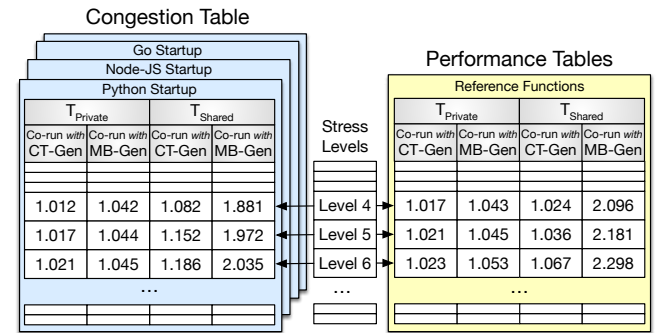 Congestion Table
Go Startup
Node-JS Startup
Python Startup
T Private T Shared
Co-run with CT-Gen Co-run with MB-Gen Co-run with CT-Gen Co-run with MB-Gen
1.012 1.042 1.082 1.881
1.017 1.044 1.152 1.972
1.021 1.045 1.186 2.035
...
Stress
Levels
Level 4
Level 5
Level 6
...
Performance Tables
Reference Functions
T Private T Shared
Co-run with CT-Gen Co-run with MB-Gen Co-run with CT-Gen Co-run with MB-Gen
1.017 1.043 1.024 2.096
1.021 1.045 1.036 2.181
1.023 1.053 1.067 2.298
...